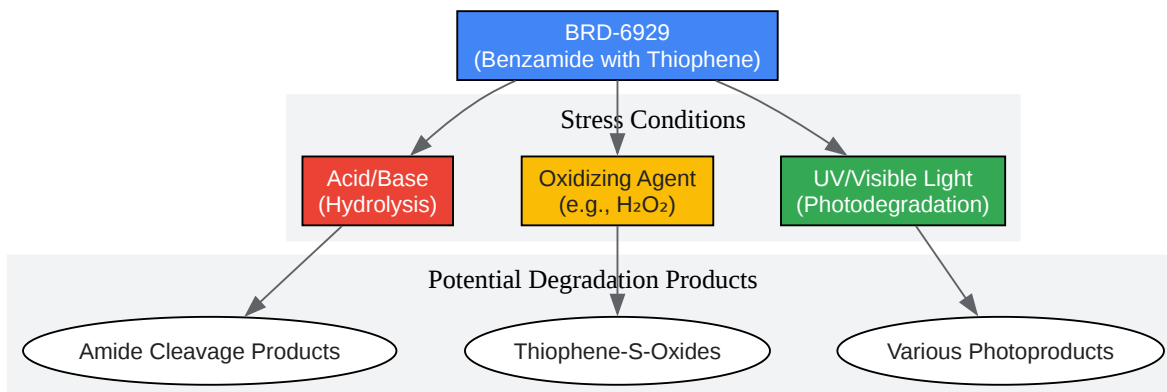 BRD-6929
(Benzamide with Thiophene)
Stress Conditions
Acid/Base
(Hydrolysis)
Oxidizing Agent
(e.g., H₂O₂)
UV/Visible Light
(Photodegradation)
Potential Degradation Products
Amide Cleavage Products
Thiophene-S-Oxides
Various Photoproducts